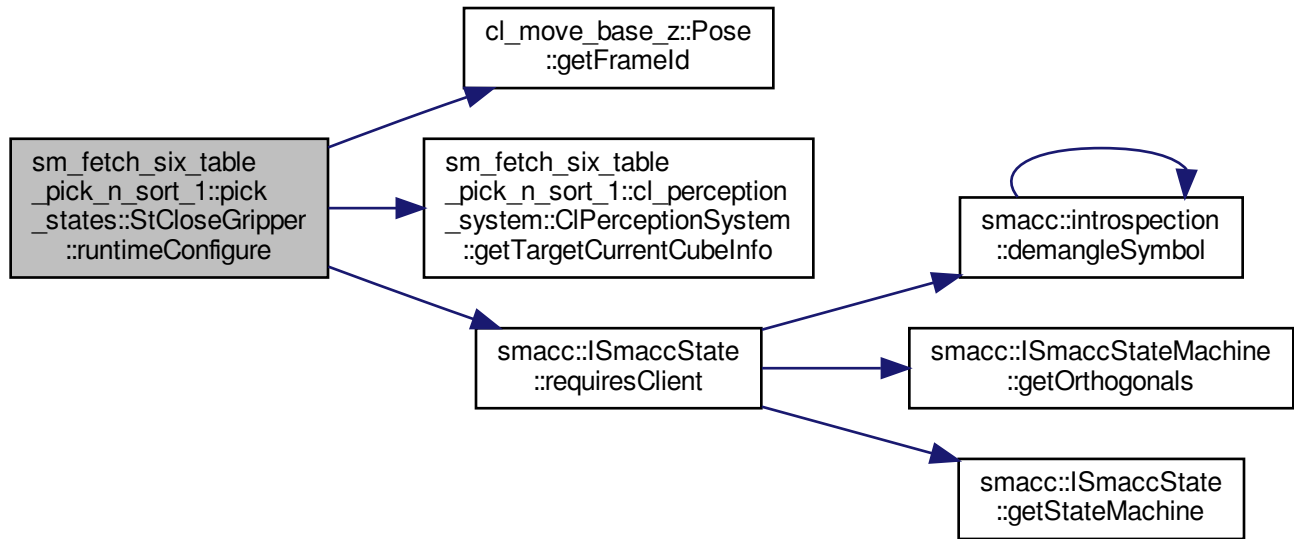 cl_move_base_z::Pose
::getFrameId
sm_fetch_six_table
_pick_n_sort_1::pick
_states::StCloseGripper
::runtimeConfigure
sm_fetch_six_table
_pick_n_sort_1::cl_perception
_system::ClPerceptionSystem
::getTargetCurrentCubeInfo
smacc::ISmaccState
::requiresClient
smacc::introspection
::demangleSymbol
smacc::ISmaccStateMachine
::getOrthogonals
smacc::ISmaccState
::getStateMachine